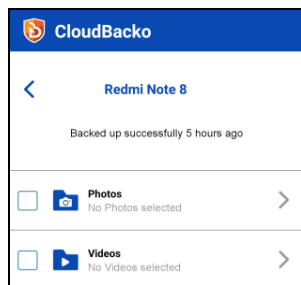 CloudBacko
Redmi Note 8
Backed up successfully 5 hours ago
Photos
No Photos selected
Videos
No Videos selected